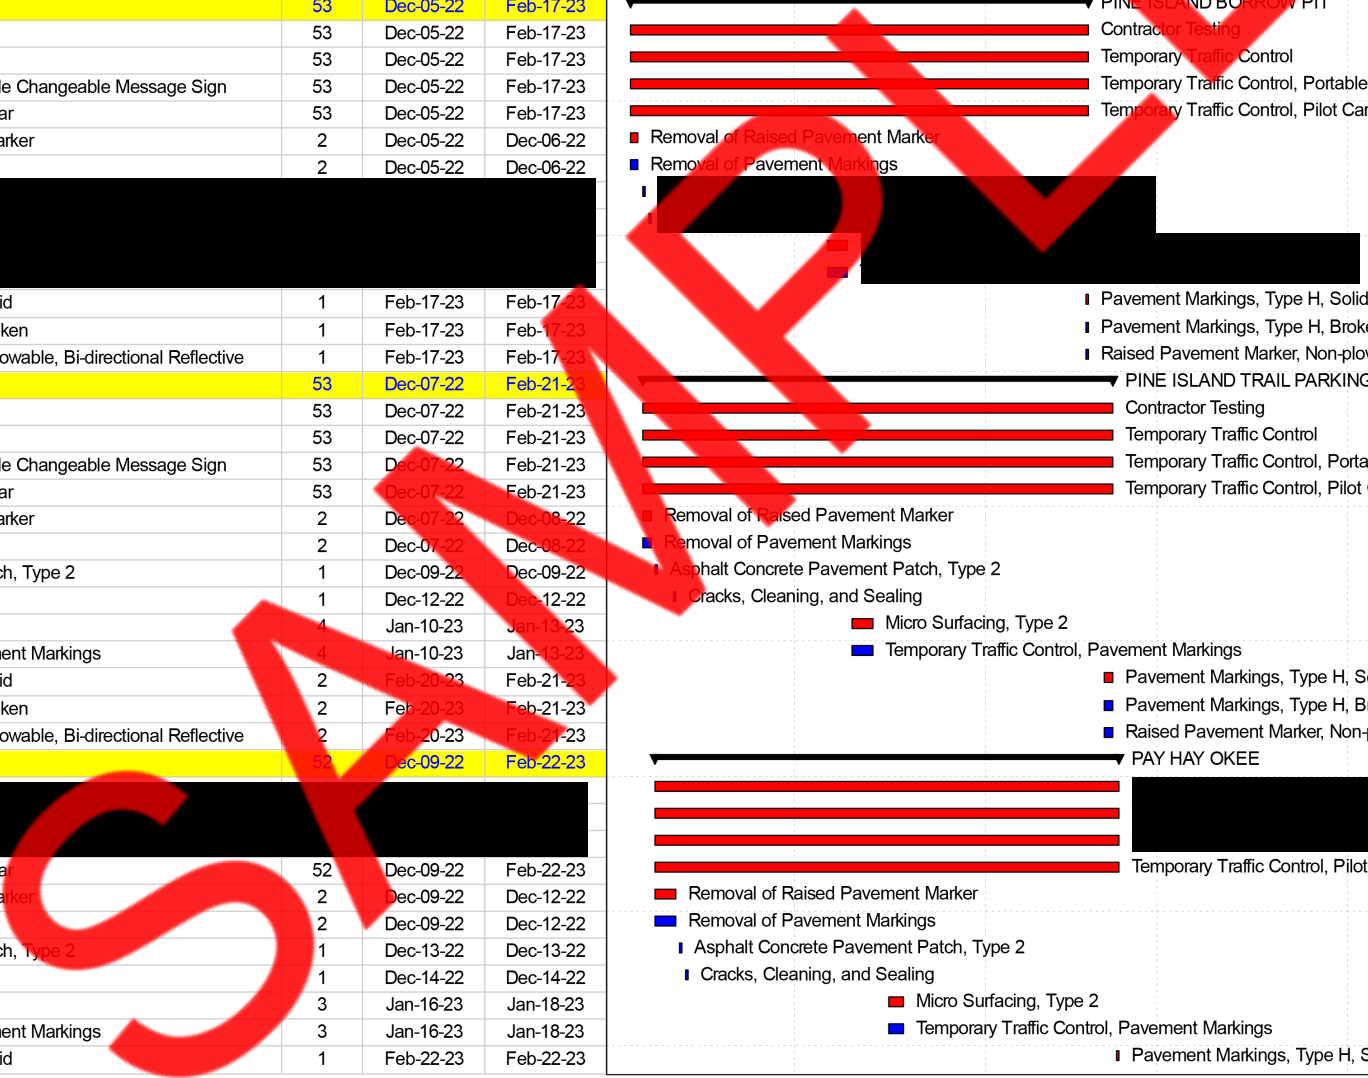 53 Dec-05-22 Feb-17-23 PINE ISLAND BORROW PIT
53 Dec-05-22 Feb-17-23 Contractor Testing
53 Dec-05-22 Feb-17-23 Temporary Traffic Control
le Changeable Message Sign 53 Dec-05-22 Feb-17-23 Temporary Traffic Control, Portable
ar 53 Dec-05-22 Feb-17-23 Temporary Traffic Control, Pilot Car
arker 2 Dec-05-22 Dec-06-22 Removal of Raised Pavement Marker
2 Dec-05-22 Dec-06-22 Removal of Pavement Markings
id 1 Feb-17-23 Feb-17-23 Pavement Markings, Type H, Solid
ken 1 Feb-17-23 Feb-17-23 Pavement Markings, Type H, Broke
owable, Bi-directional Reflective 1 Feb-17-23 Feb-17-23 Raised Pavement Marker, Non-plov
53 Dec-07-22 Feb-21-23 PINE ISLAND TRAIL PARKING
53 Dec-07-22 Feb-21-23 Contractor Testing
53 Dec-07-22 Feb-21-23 Temporary Traffic Control
le Changeable Message Sign 53 Dec-07-22 Feb-21-23 Temporary Traffic Control, Porta
ar 53 Dec-07-22 Feb-21-23 Temporary Traffic Control, Pilot
arker 2 Dec-07-22 Dec-08-22 Removal of Raised Pavement Marker
2 Dec-07-22 Dec-08-22 Removal of Pavement Markings
ch, Type 2 1 Dec-09-22 Dec-09-22 Asphalt Concrete Pavement Patch, Type 2
1 Dec-12-22 Dec-12-22 Cracks, Cleaning, and Sealing
4 Jan-10-23 Jan-13-23 Micro Surfacing, Type 2
ent Markings 4 Jan-10-23 Jan-13-23 Temporary Traffic Control, Pavement Markings
id 2 Feb-20-23 Feb-21-23 Pavement Markings, Type H, So
ken 2 Feb-20-23 Feb-21-23 Pavement Markings, Type H, Br
owable, Bi-directional Reflective 2 Feb-20-23 Feb-21-23 Raised Pavement Marker, Non-p
52 Dec-09-22 Feb-22-23 PAY HAY OKEE
ar 52 Dec-09-22 Feb-22-23 Temporary Traffic Control, Pilot
arker 2 Dec-09-22 Dec-12-22 Removal of Raised Pavement Marker
2 Dec-09-22 Dec-12-22 Removal of Pavement Markings
ch, Type 2 1 Dec-13-22 Dec-13-22 Asphalt Concrete Pavement Patch, Type 2
1 Dec-14-22 Dec-14-22 Cracks, Cleaning, and Sealing
3 Jan-16-23 Jan-18-23 Micro Surfacing, Type 2
ent Markings 3 Jan-16-23 Jan-18-23 Temporary Traffic Control, Pavement Markings
id 1 Feb-22-23 Feb-22-23 Pavement Markings, Type H, S
SAMPL